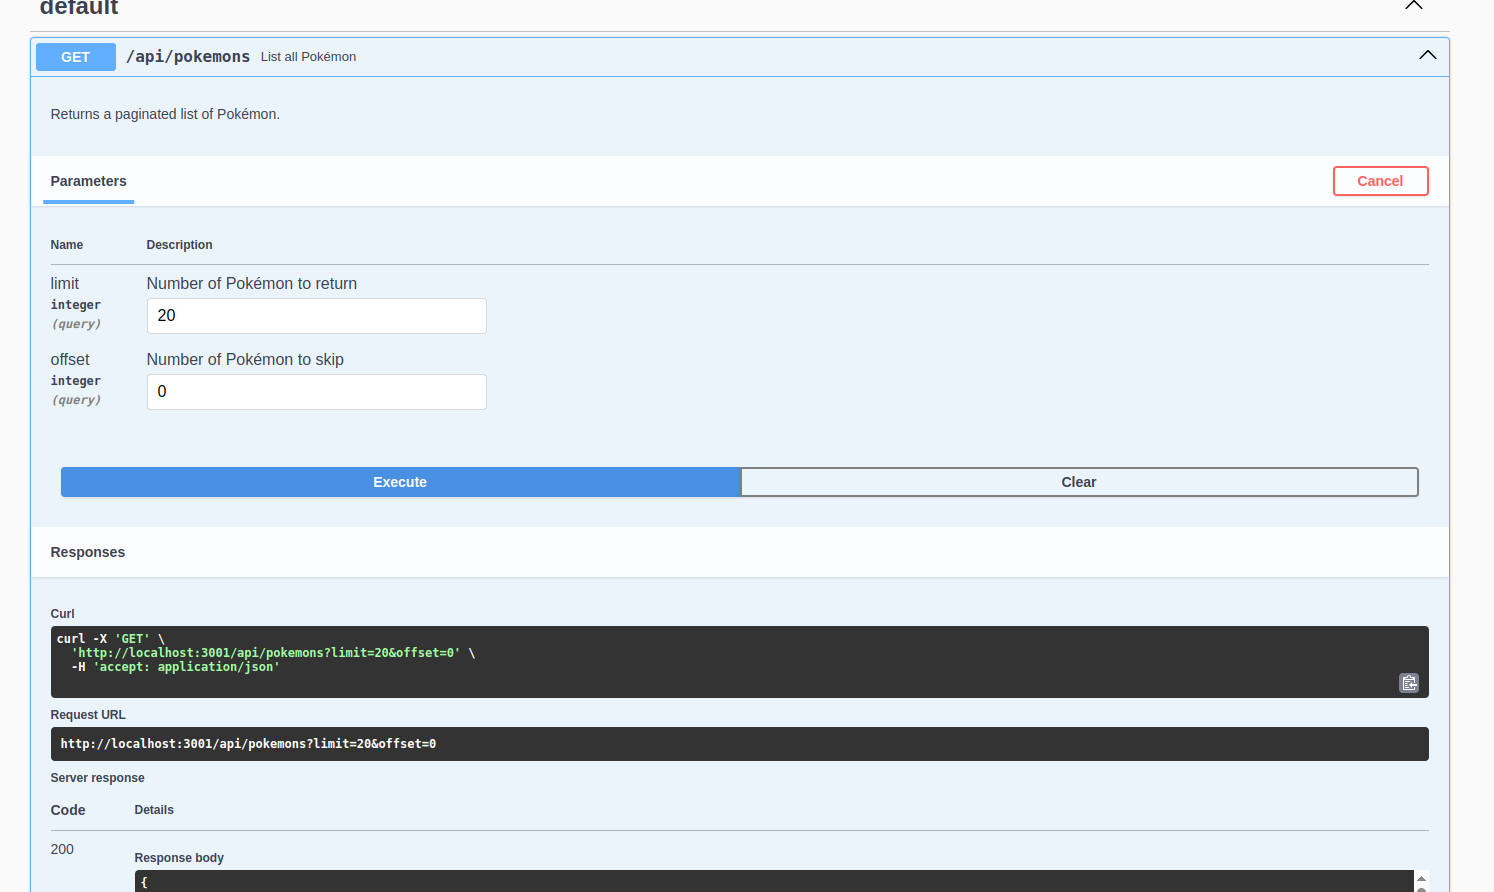 default
GET /api/pokemons List all Pokémon
Returns a paginated list of Pokémon.
Parameters
Cancel
Name Description
limit
integer
(query)
Number of Pokémon to return
20
offset
integer
(query)
Number of Pokémon to skip
0
Execute
Clear
Responses
Curl
curl -X 'GET' \
'http://localhost:3001/api/pokemons?limit=20&offset=0' \
-H 'accept: application/json'
Request URL
http://localhost:3001/api/pokemons?limit=20&offset=0
Server response
Code Details
200
Response body
{